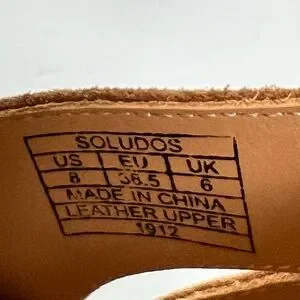 SOLUDOS
US EU UK
8 38.5 6
MADE IN CHINA
LEATHER UPPER
1912